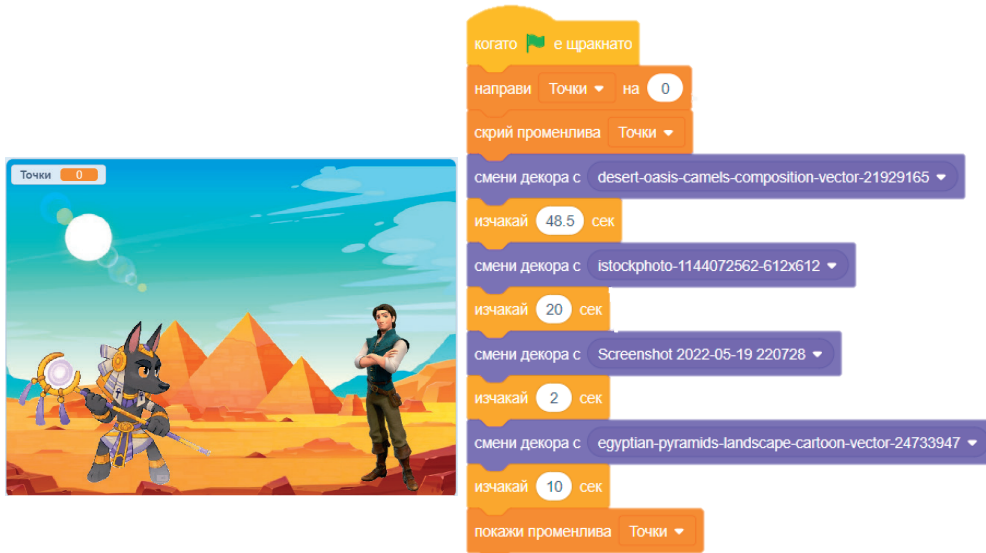 когато е щракнато
направи Точки на 0
скрий променлива Точки
смени декора с desert-oasis-camels-composition-vector-21929165
изчакай 48.5 сек
смени декора с istockphoto-1144072562-612x612
изчакай 20 сек
смени декора с Screenshot 2022-05-19 220728
изчакай 2 сек
смени декора с egyptian-pyramids-landscape-cartoon-vector-24733947
изчакай 10 сек
покажи променлива Точки
Точки 0